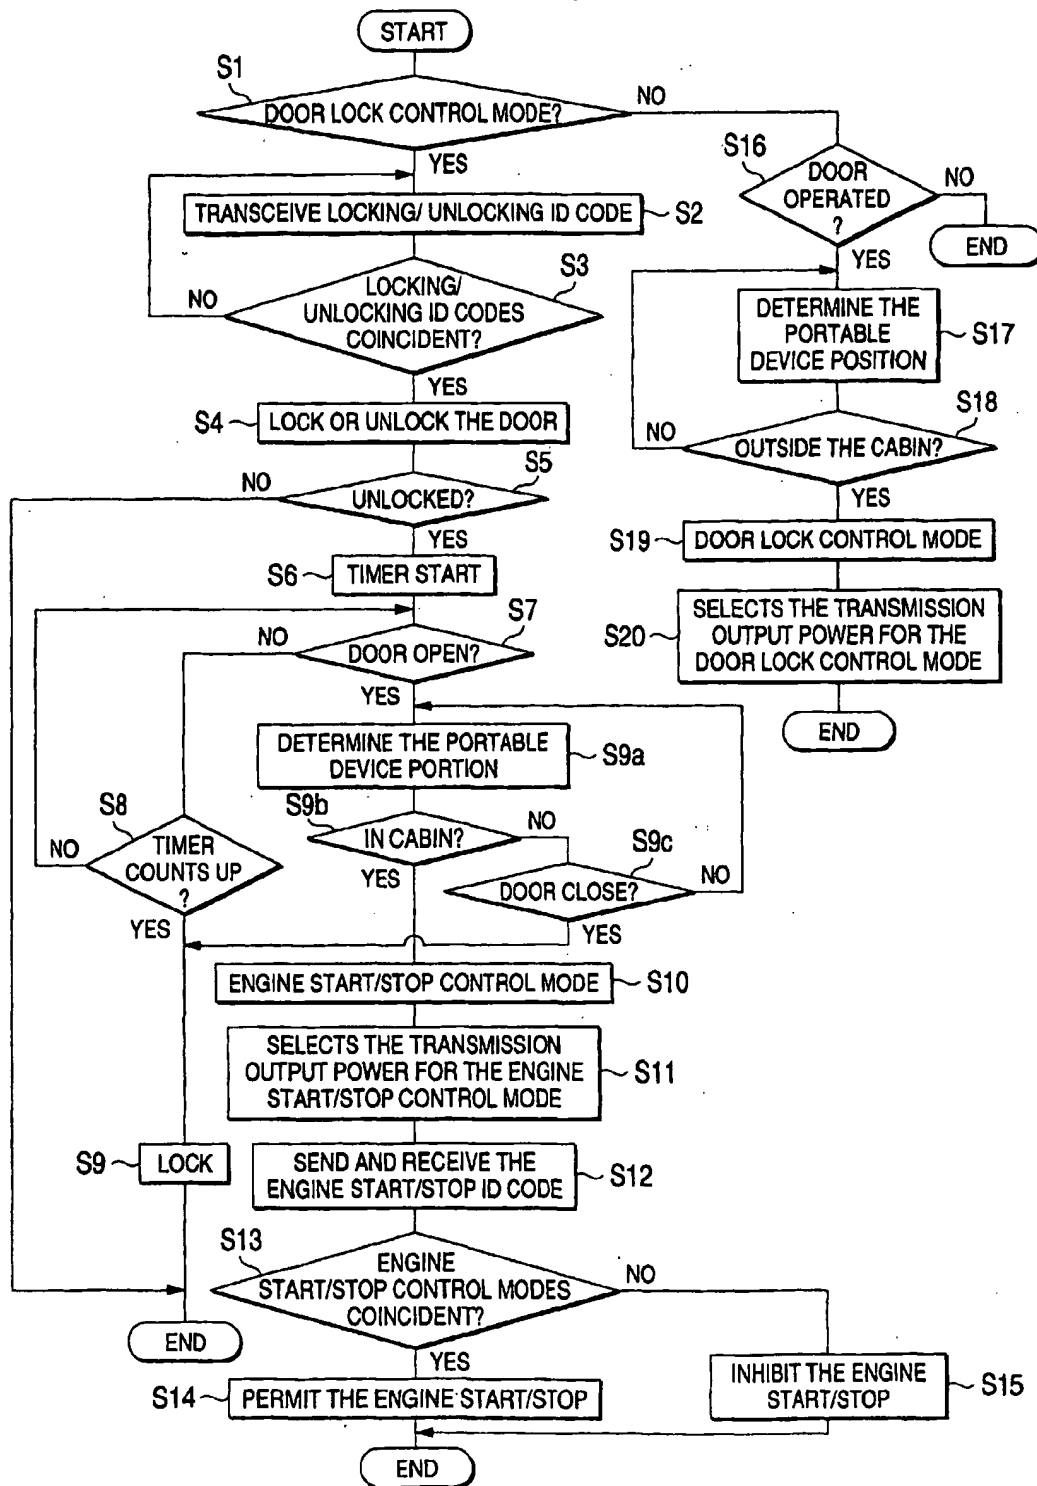 START
S1
DOOR LOCK CONTROL MODE?
NO
YES
S16
DOOR
OPERATED
?
NO
END
YES
TRANSCEIVE LOCKING/ UNLOCKING ID CODE
S2
S3
LOCKING/
UNLOCKING ID CODES
COINCIDENT?
NO
YES
DETERMINE THE
PORTABLE
DEVICE POSITION
S17
S4
LOCK OR UNLOCK THE DOOR
S18
OUTSIDE THE CABIN?
NO
YES
S5
UNLOCKED?
NO
YES
S19
DOOR LOCK CONTROL MODE
S6
TIMER START
S20
SELECTS THE TRANSMISSION
OUTPUT POWER FOR THE
DOOR LOCK CONTROL MODE
END
S7
DOOR OPEN?
NO
YES
DETERMINE THE PORTABLE
DEVICE PORTION
S9a
S8
TIMER
COUNTS UP
?
NO
YES
S9b
IN CABIN?
NO
YES
S9c
DOOR CLOSE?
NO
YES
ENGINE START/STOP CONTROL MODE
S10
SELECTS THE TRANSMISSION
OUTPUT POWER FOR THE ENGINE
START/STOP CONTROL MODE
S11
S9
LOCK
SEND AND RECEIVE THE
ENGINE START/STOP ID CODE
S12
S13
ENGINE
START/STOP CONTROL MODES
COINCIDENT?
NO
YES
END
S14
PERMIT THE ENGINE START/STOP
INHIBIT THE ENGINE
START/STOP
S15
END